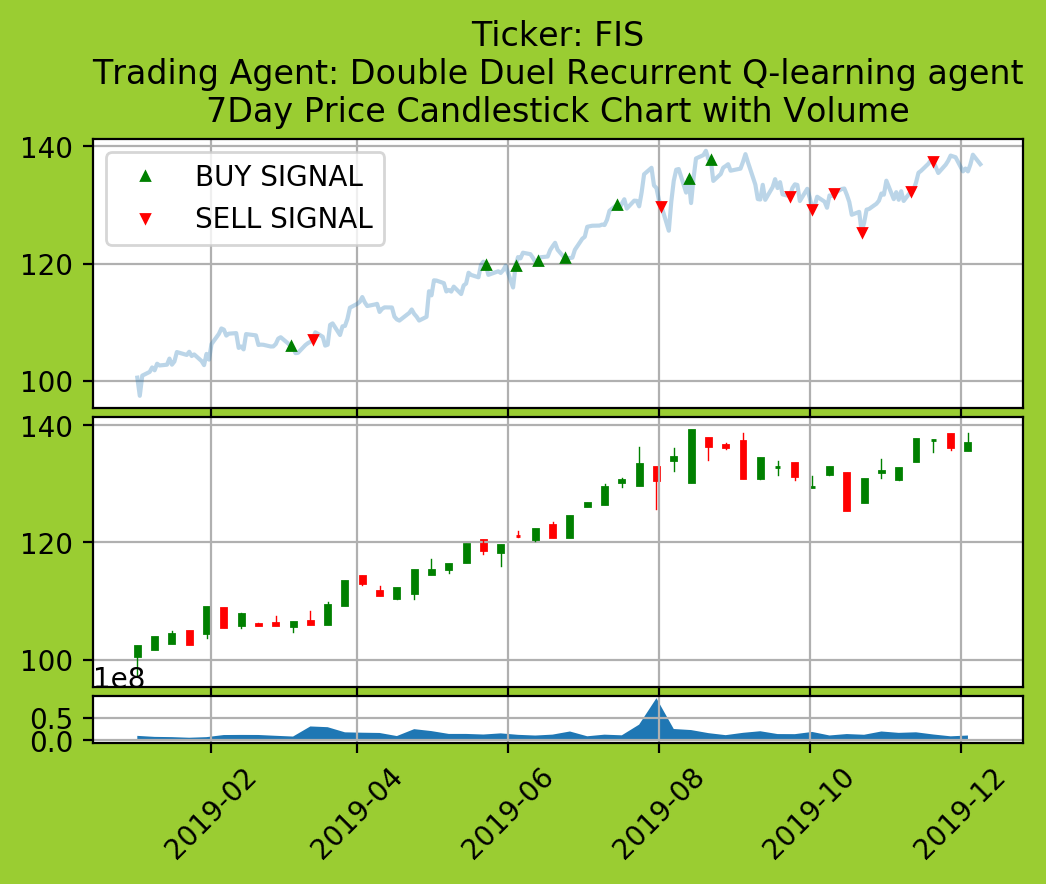 Ticker: FIS
Trading Agent: Double Duel Recurrent Q-learning agent
7Day Price Candlestick Chart with Volume
140
120
100
BUY SIGNAL
SELL SIGNAL
140
120
100
1e8
0.5
0.0
2019-02
2019-04
2019-06
2019-08
2019-10
2019-12